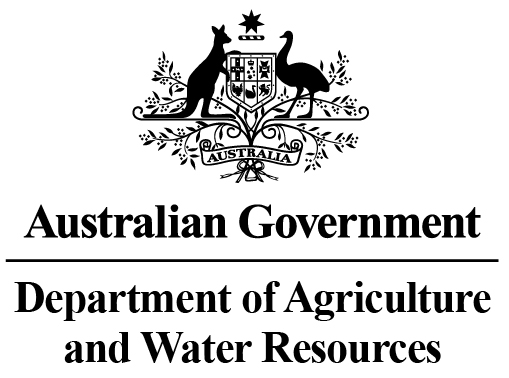 AUSTRALIA
Australian Government
Department of Agriculture
and Water Resources